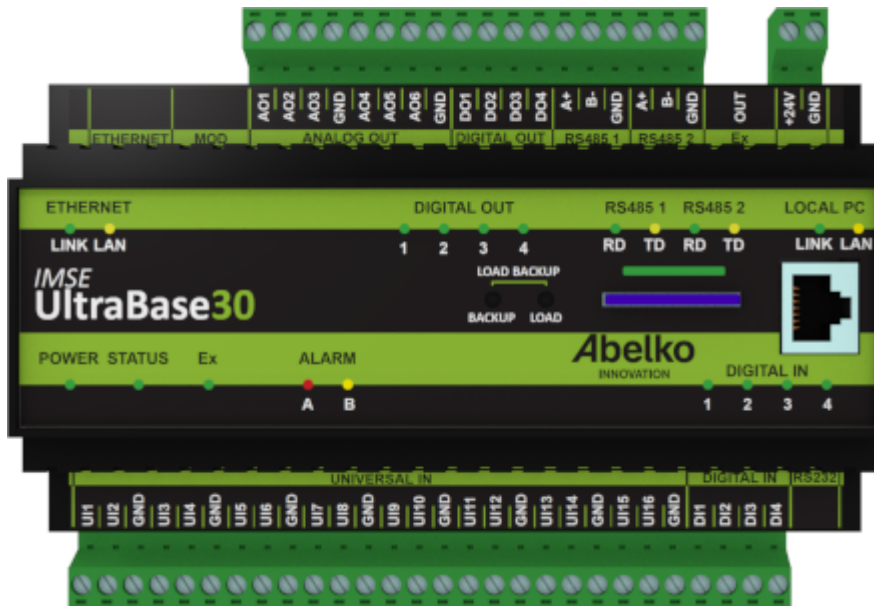 AO1 AO2 AO3 GND AO4 AO5 AO6 GND DO1 DO2 DO3 DO4 A+ B- GND A+ B- GND OUT +24V GND
ETHERNET MOD ANALOG OUT DIGITAL OUT RS485 1 RS485 2 Ex
ETHERNET DIGITAL OUT RS485 1 RS485 2 LOCAL PC
LINK LAN 1 2 3 4 RD TD RD TD LINK LAN
IMSE
UltraBase30
LOAD BACKUP
BACKUP LOAD
Abelko
INNOVATION
POWER STATUS Ex ALARM DIGITAL IN
A B 1 2 3 4
UNIVERSAL IN DIGITAL IN RS232
UI1 UI2 GND UI3 UI4 GND UI5 UI6 GND UI7 UI8 GND UI9 UI10 GND UI11 UI12 GND UI13 UI14 GND UI15 UI16 GND DI1 DI2 DI3 DI4